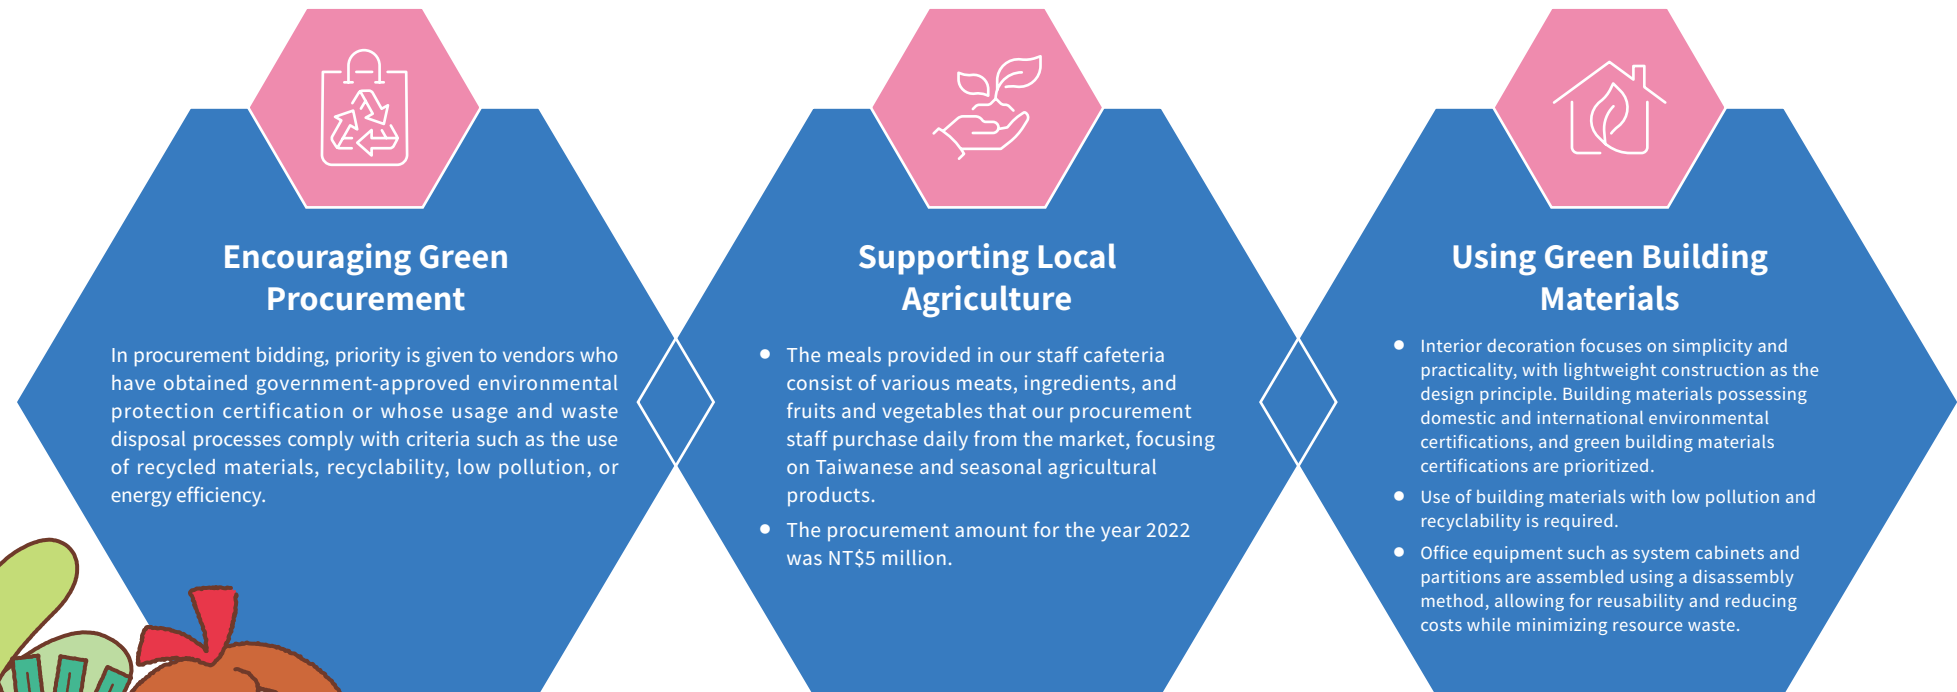 Encouraging Green
Procurement
In procurement bidding, priority is given to vendors who
have obtained government-approved environmental
protection certification or whose usage and waste
disposal processes comply with criteria such as the use
of recycled materials, recyclability, low pollution, or
energy efficiency.
Supporting Local
Agriculture
● The meals provided in our staff cafeteria
consist of various meats, ingredients, and
fruits and vegetables that our procurement
staff purchase daily from the market, focusing
on Taiwanese and seasonal agricultural
products.
● The procurement amount for the year 2022
was NT$5 million.
Using Green Building
Materials
● Interior decoration focuses on simplicity and
practicality, with lightweight construction as the
design principle. Building materials possessing
domestic and international environmental
certifications, and green building materials
certifications are prioritized.
● Use of building materials with low pollution and
recyclability is required.
● Office equipment such as system cabinets and
partitions are assembled using a disassembly
method, allowing for reusability and reducing
costs while minimizing resource waste.